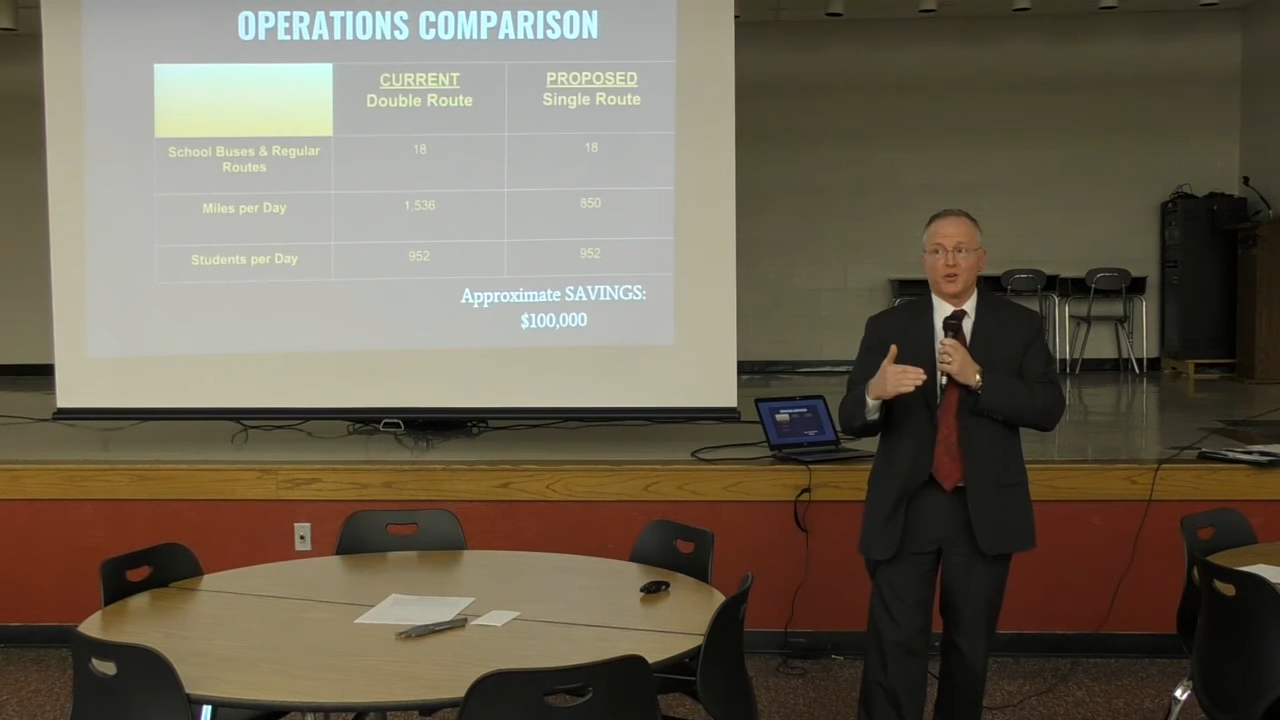 OPERATIONS COMPARISON
CURRENT
Double Route
PROPOSED
Single Route
School Buses & Regular
Routes
18
18
Miles per Day
1,536
850
Students per Day
952
952
Approximate SAVINGS:
$100,000